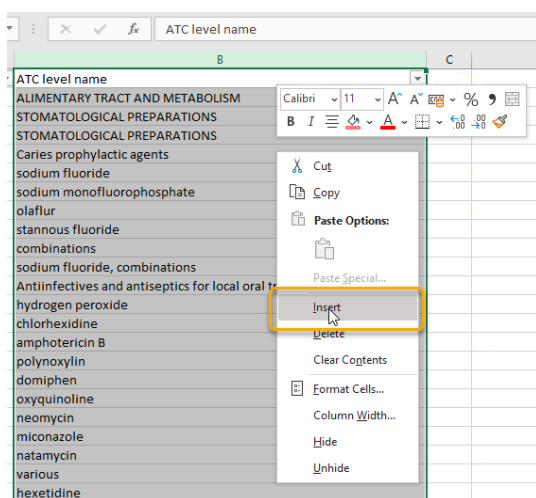 fx ATC level name
B C
ATC level name
ALIMENTARY TRACT AND METABOLISM
STOMATOLOGICAL PREPARATIONS
STOMATOLOGICAL PREPARATIONS
Caries prophylactic agents
sodium fluoride
sodium monofluorophosphate
olaflur
stannous fluoride
combinations
sodium fluoride, combinations
Antiinfectives and antiseptics for local oral tr
hydrogen peroxide
chlorhexidine
amphotericin B
polynoxylin
domiphen
oxyquinoline
neomycin
miconazole
natamycin
various
hexetidine
Calibri 11 A A %
B I A .00 .00
Cut
Copy
Paste Options:
Paste Special...
Insert
Delete
Clear Contents
Format Cells...
Column Width...
Hide
Unhide